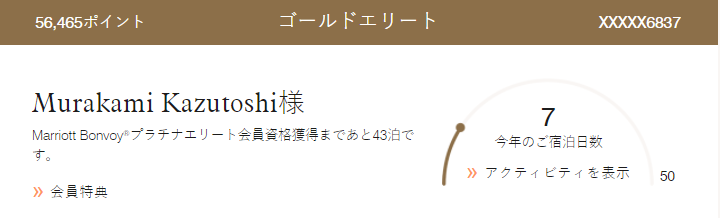 56,465ポイント
ゴールドエリート
XXXXX6837
Murakami Kazutoshi様
Marriott Bonvoy®プラチナエリート会員資格獲得まであと43泊で
す。
» 会員特典
7
今年のご宿泊日数
» アクティビティを表示
50